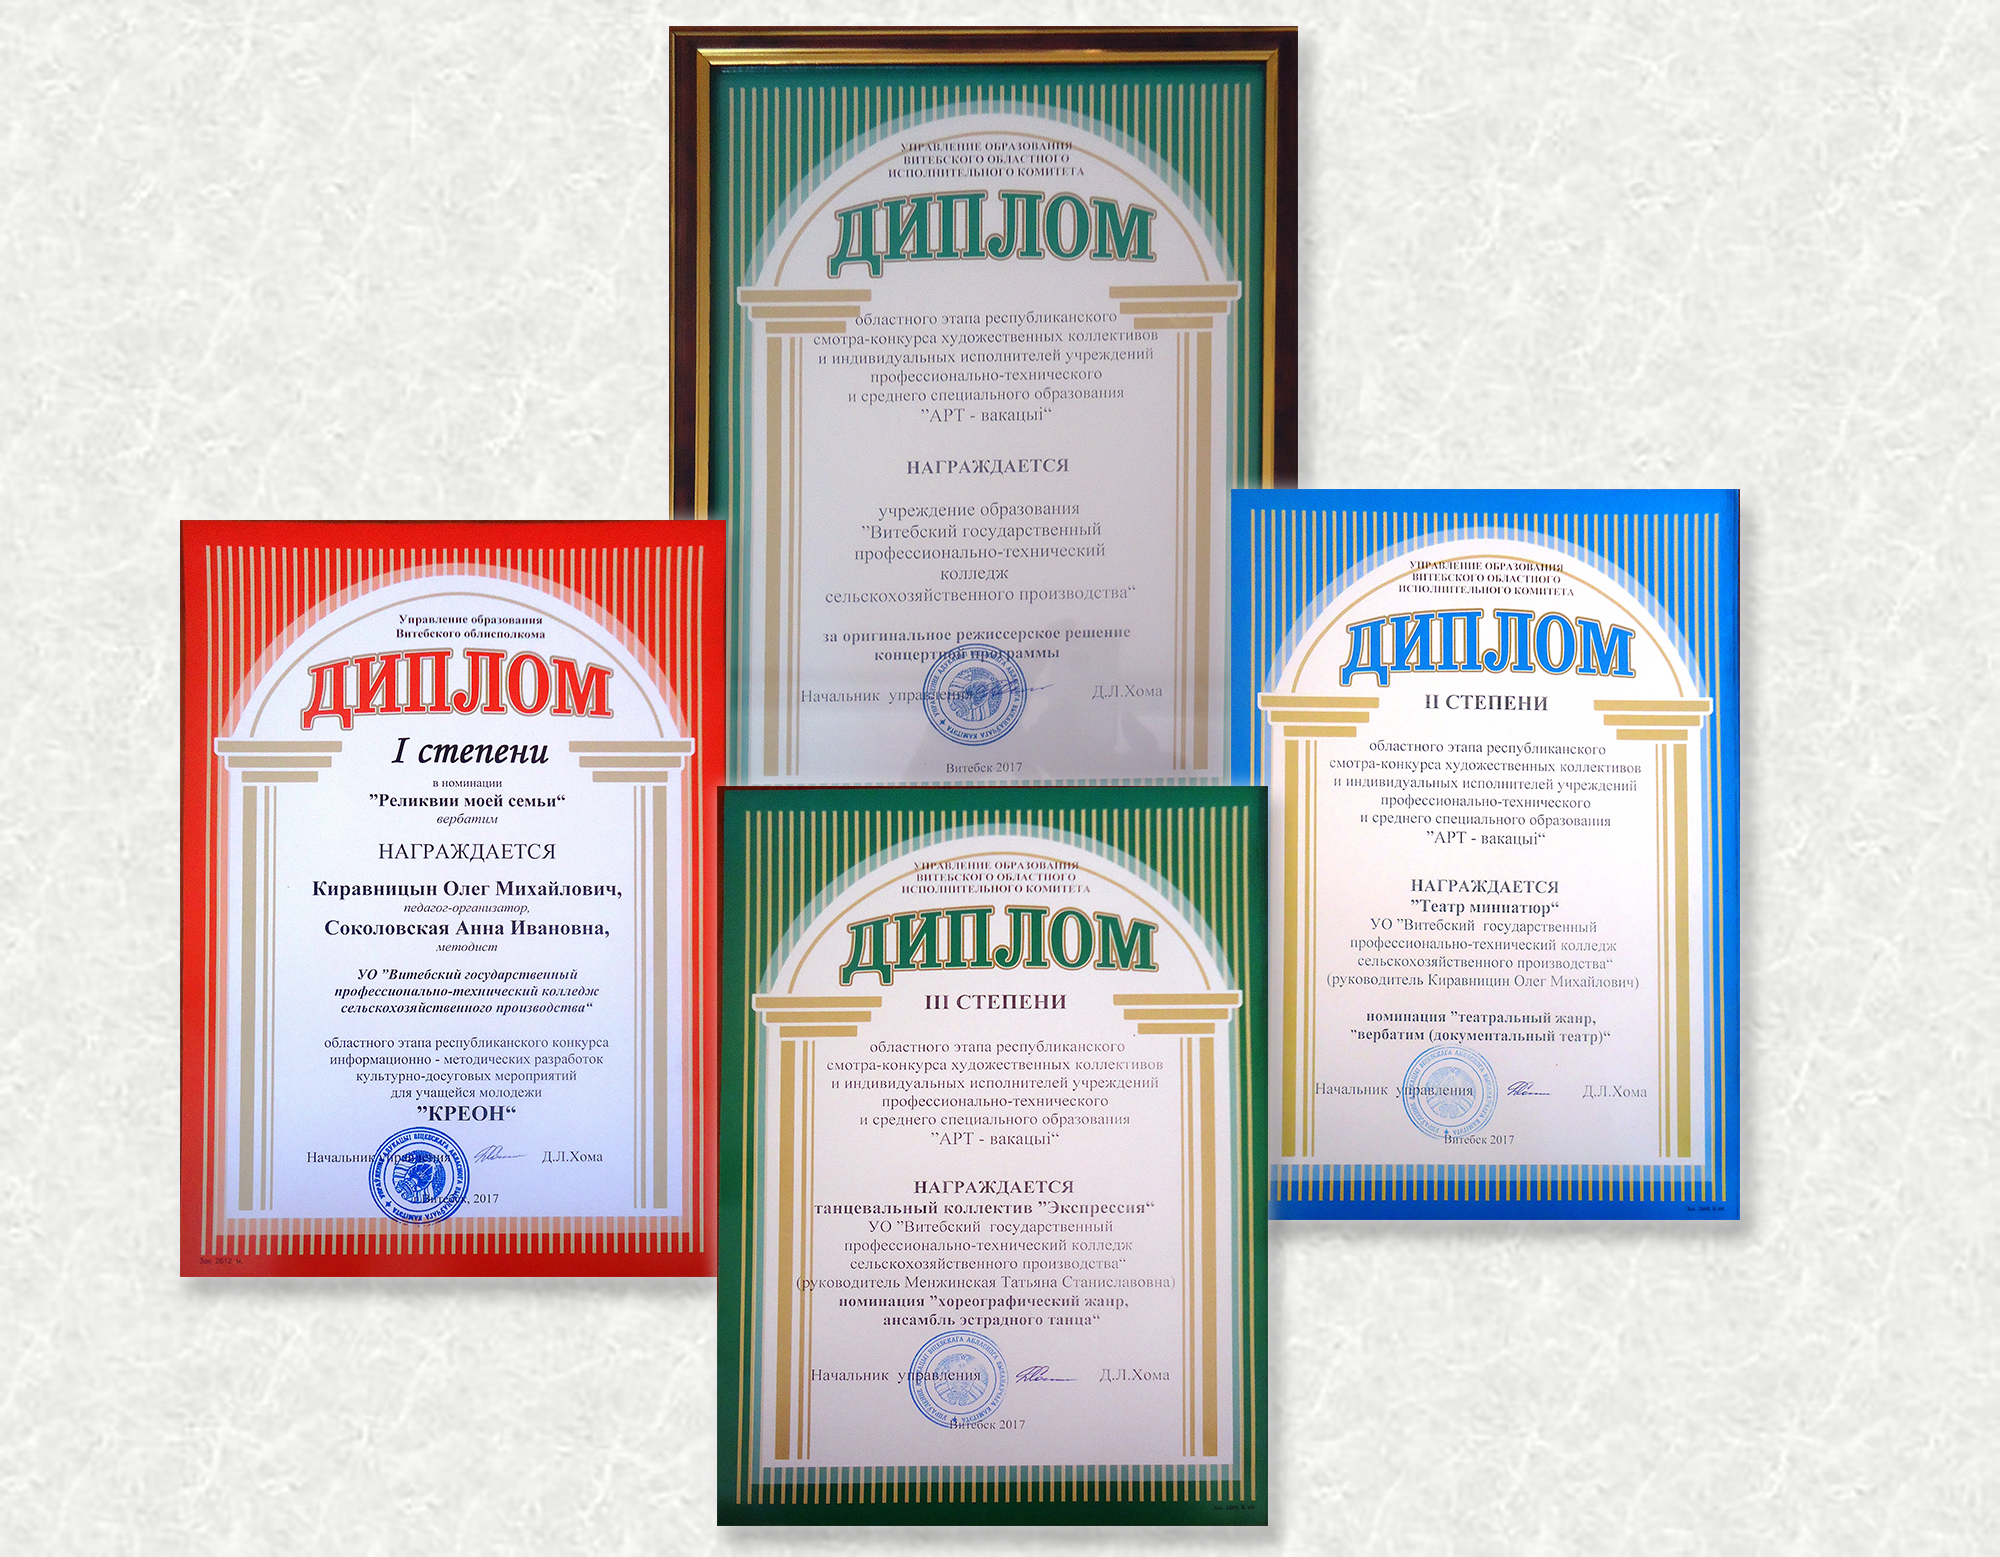 УПРАВЛЕНИЕ ОБРАЗОВАНИЯ
ВИТЕБСКОГО ОБЛАСТНОГО
ИСПОЛНИТЕЛЬНОГО КОМИТЕТА
ДИПЛОМ
областного этапа республиканского
смотра-конкурса художественных коллективов
и индивидуальных исполнителей учреждений
профессионально-технического
и среднего специального образования
”АРТ - вакацыі“
НАГРАЖДАЕТСЯ
учреждение образования
”Витебский государственный
профессионально-технический
колледж
сельскохозяйственного производства“
за оригинальное режиссерское решение
концертной программы
Начальник управления Д.Л.Хома
Витебск 2017
Управление образования
Витебского облисполкома
ДИПЛОМ
I степени
в номинации
”Реликвии моей семьи“
вербатим
НАГРАЖДАЕТСЯ
Киравницын Олег Михайлович,
педагог-организатор,
Соколовская Анна Ивановна,
методист
УО ”Витебский государственный
профессионально-технический колледж
сельскохозяйственного производства“
областного этапа республиканского конкурса
информационно - методических разработок
культурно-досуговых мероприятий
для учащейся молодежи
”КРЕОН“
Начальник управления Д.Л.Хома
Витебск, 2017
Зак. 2612 м.
УПРАВЛЕНИЕ ОБРАЗОВАНИЯ
ВИТЕБСКОГО ОБЛАСТНОГО
ИСПОЛНИТЕЛЬНОГО КОМИТЕТА
ДИПЛОМ
II СТЕПЕНИ
областного этапа республиканского
смотра-конкурса художественных коллективов
и индивидуальных исполнителей учреждений
профессионально-технического
и среднего специального образования
”АРТ - вакацыі“
НАГРАЖДАЕТСЯ
”Театр миниатюр“
УО ”Витебский государственный
профессионально-технический колледж
сельскохозяйственного производства“
(руководитель Киравницин Олег Михайлович)
номинация ”театральный жанр,
”вербатим (документальный театр)“
Начальник управления Д.Л.Хома
Витебск 2017
УПРАВЛЕНИЕ ОБРАЗОВАНИЯ
ВИТЕБСКОГО ОБЛАСТНОГО
ИСПОЛНИТЕЛЬНОГО КОМИТЕТА
ДИПЛОМ
III СТЕПЕНИ
областного этапа республиканского
смотра-конкурса художественных коллективов
и индивидуальных исполнителей учреждений
профессионально-технического
и среднего специального образования
”АРТ - вакацыі“
НАГРАЖДАЕТСЯ
танцевальный коллектив ”Экспрессия“
УО ”Витебский государственный
профессионально-технический колледж
сельскохозяйственного производства“
(руководитель Менжинская Татьяна Станиславовна)
номинация ”хореографический жанр,
ансамбль эстрадного танца“
Начальник управления Д.Л.Хома
Витебск 2017